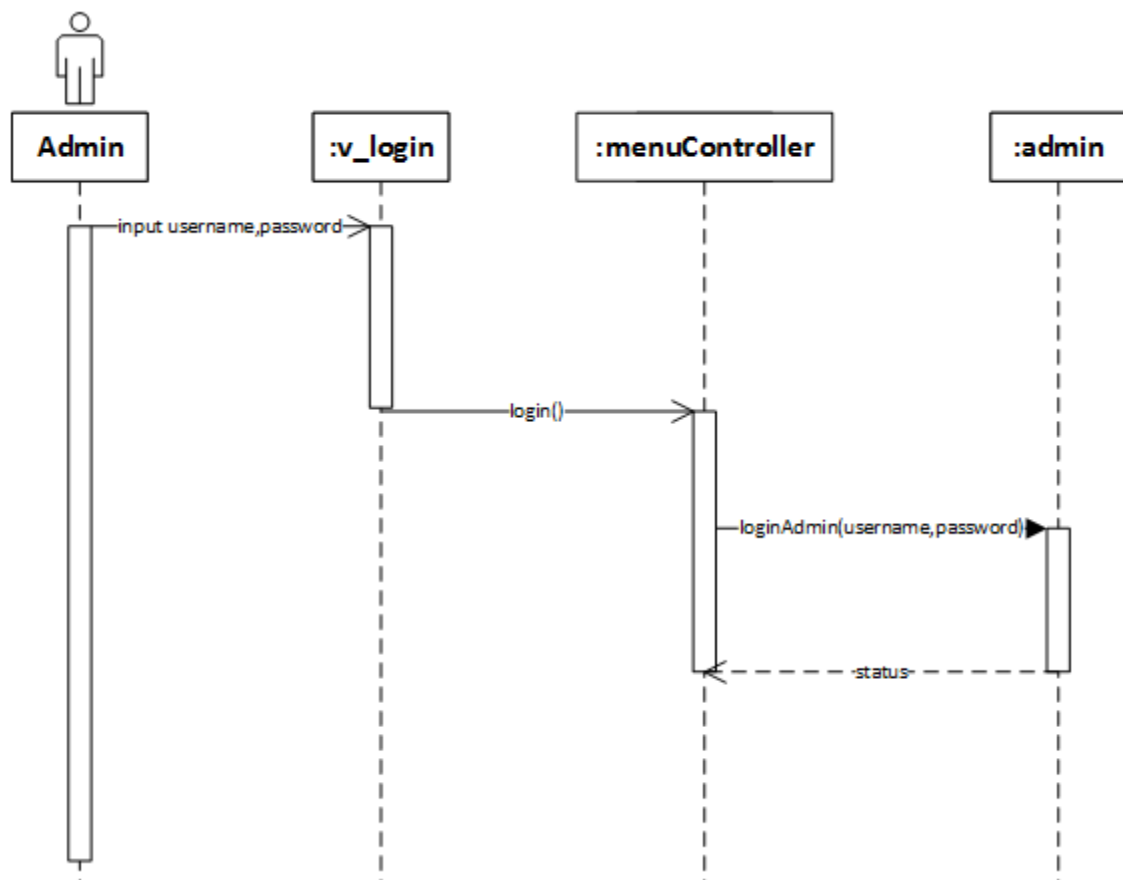 Admin
:v_login
:menuController
:admin
input username,password
login()
loginAdmin(username,password)
status